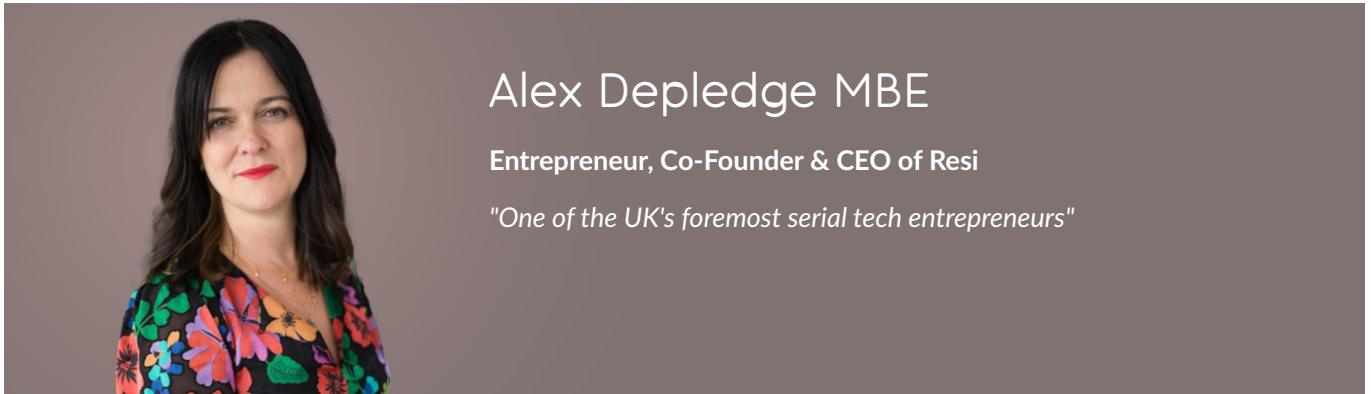 Alex Depledge MBE
Entrepreneur, Co-Founder & CEO of Resi
"One of the UK's foremost serial tech entrepreneurs"